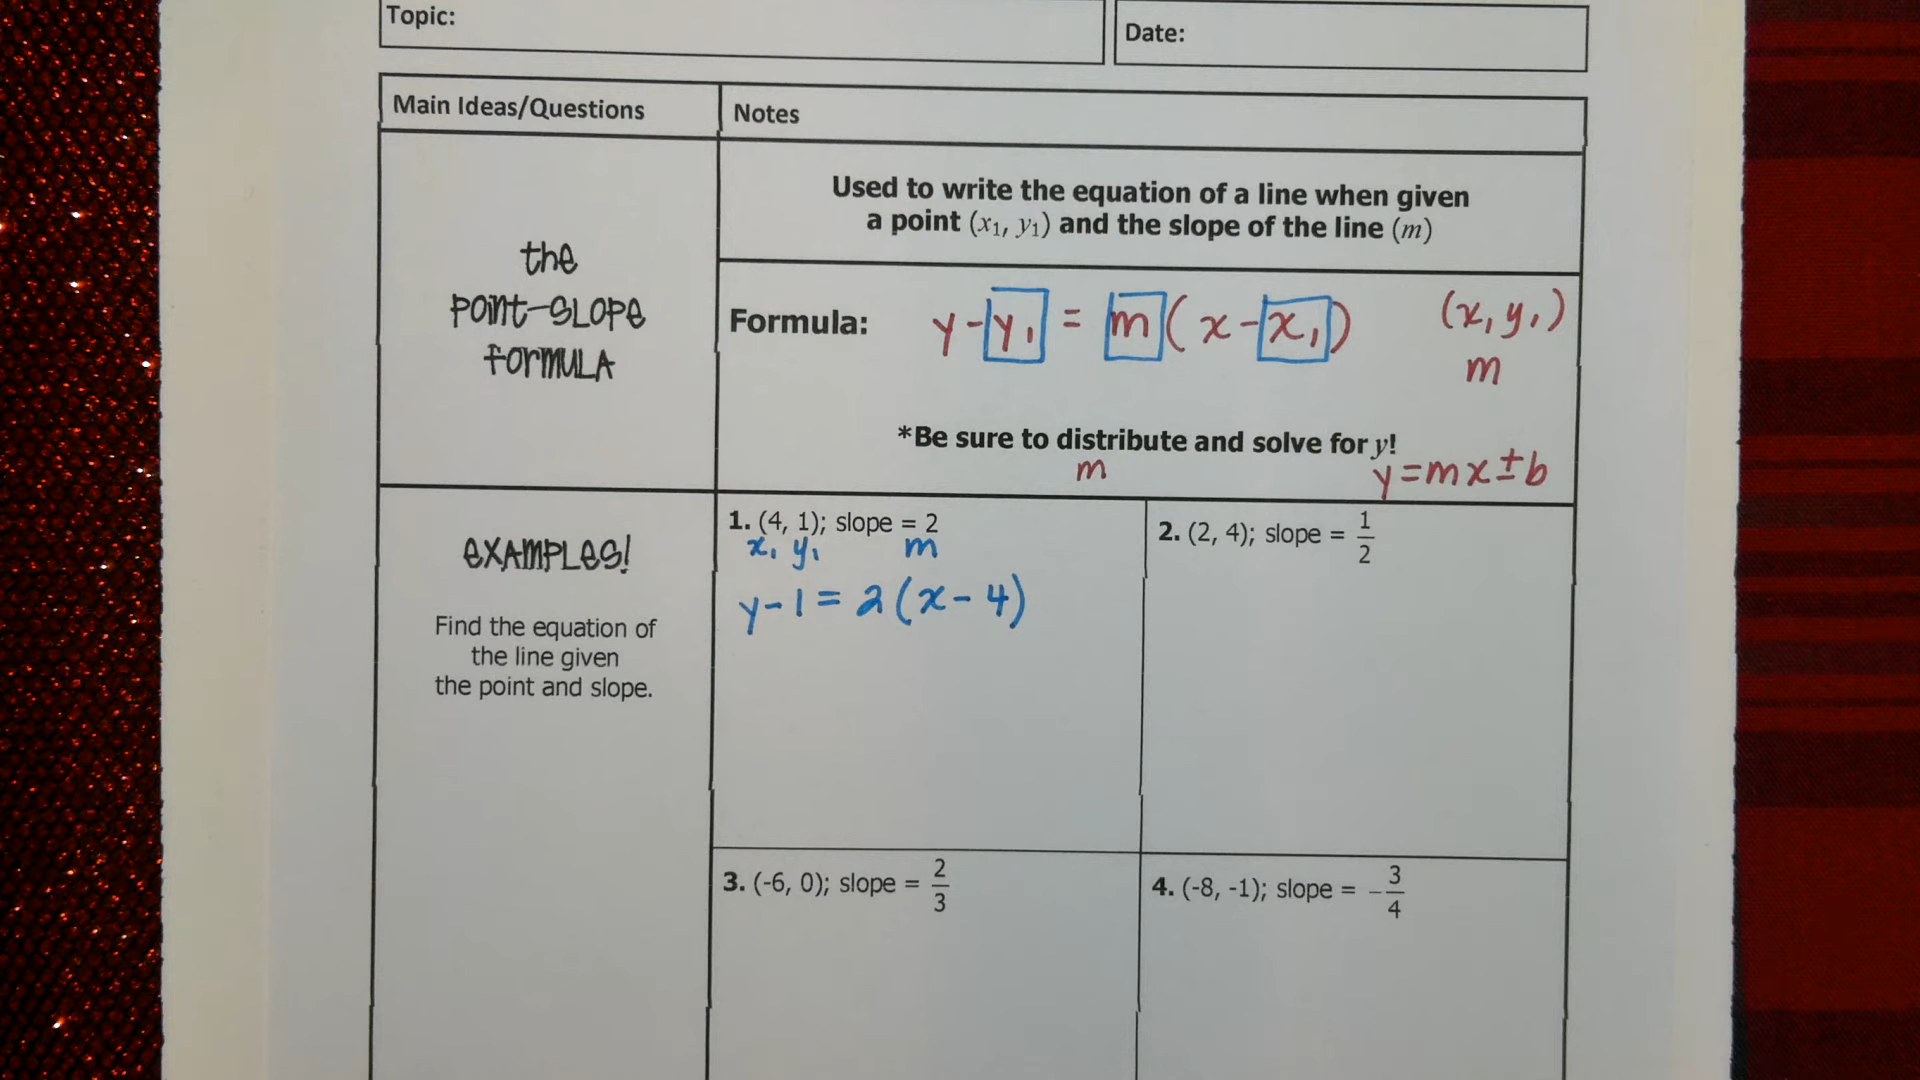 Topic:
Date:
Main Ideas/Questions
Notes
the
POINT-SLOPE
FORMULA
Used to write the equation of a line when given
a point (x₁, y₁) and the slope of the line (m)
Formula: y - y₁ = m(x - x₁)
(x₁ y₁)
m
*Be sure to distribute and solve for y!
m
y = mx ± b
EXAMPLES!
Find the equation of
the line given
the point and slope.
1. (4, 1); slope = 2
x₁ y₁ m
y - 1 = 2(x - 4)
2. (2, 4); slope = 1/2
3. (-6, 0); slope = 2/3
4. (-8, -1); slope = -3/4